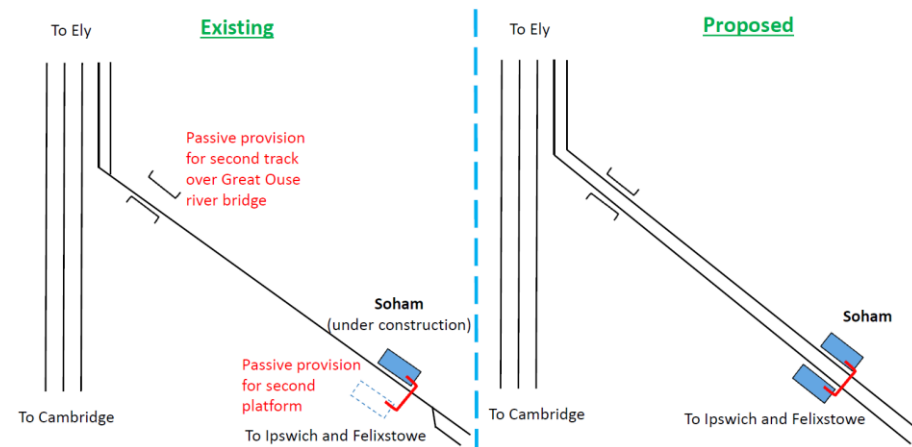 Existing
To Ely
Passive provision
for second track
over Great Ouse
river bridge
Soham
(under construction)
Passive provision
for second
platform
To Cambridge
To Ipswich and Felixstowe
Proposed
To Ely
Soham
To Cambridge
To Ipswich and Felixstowe